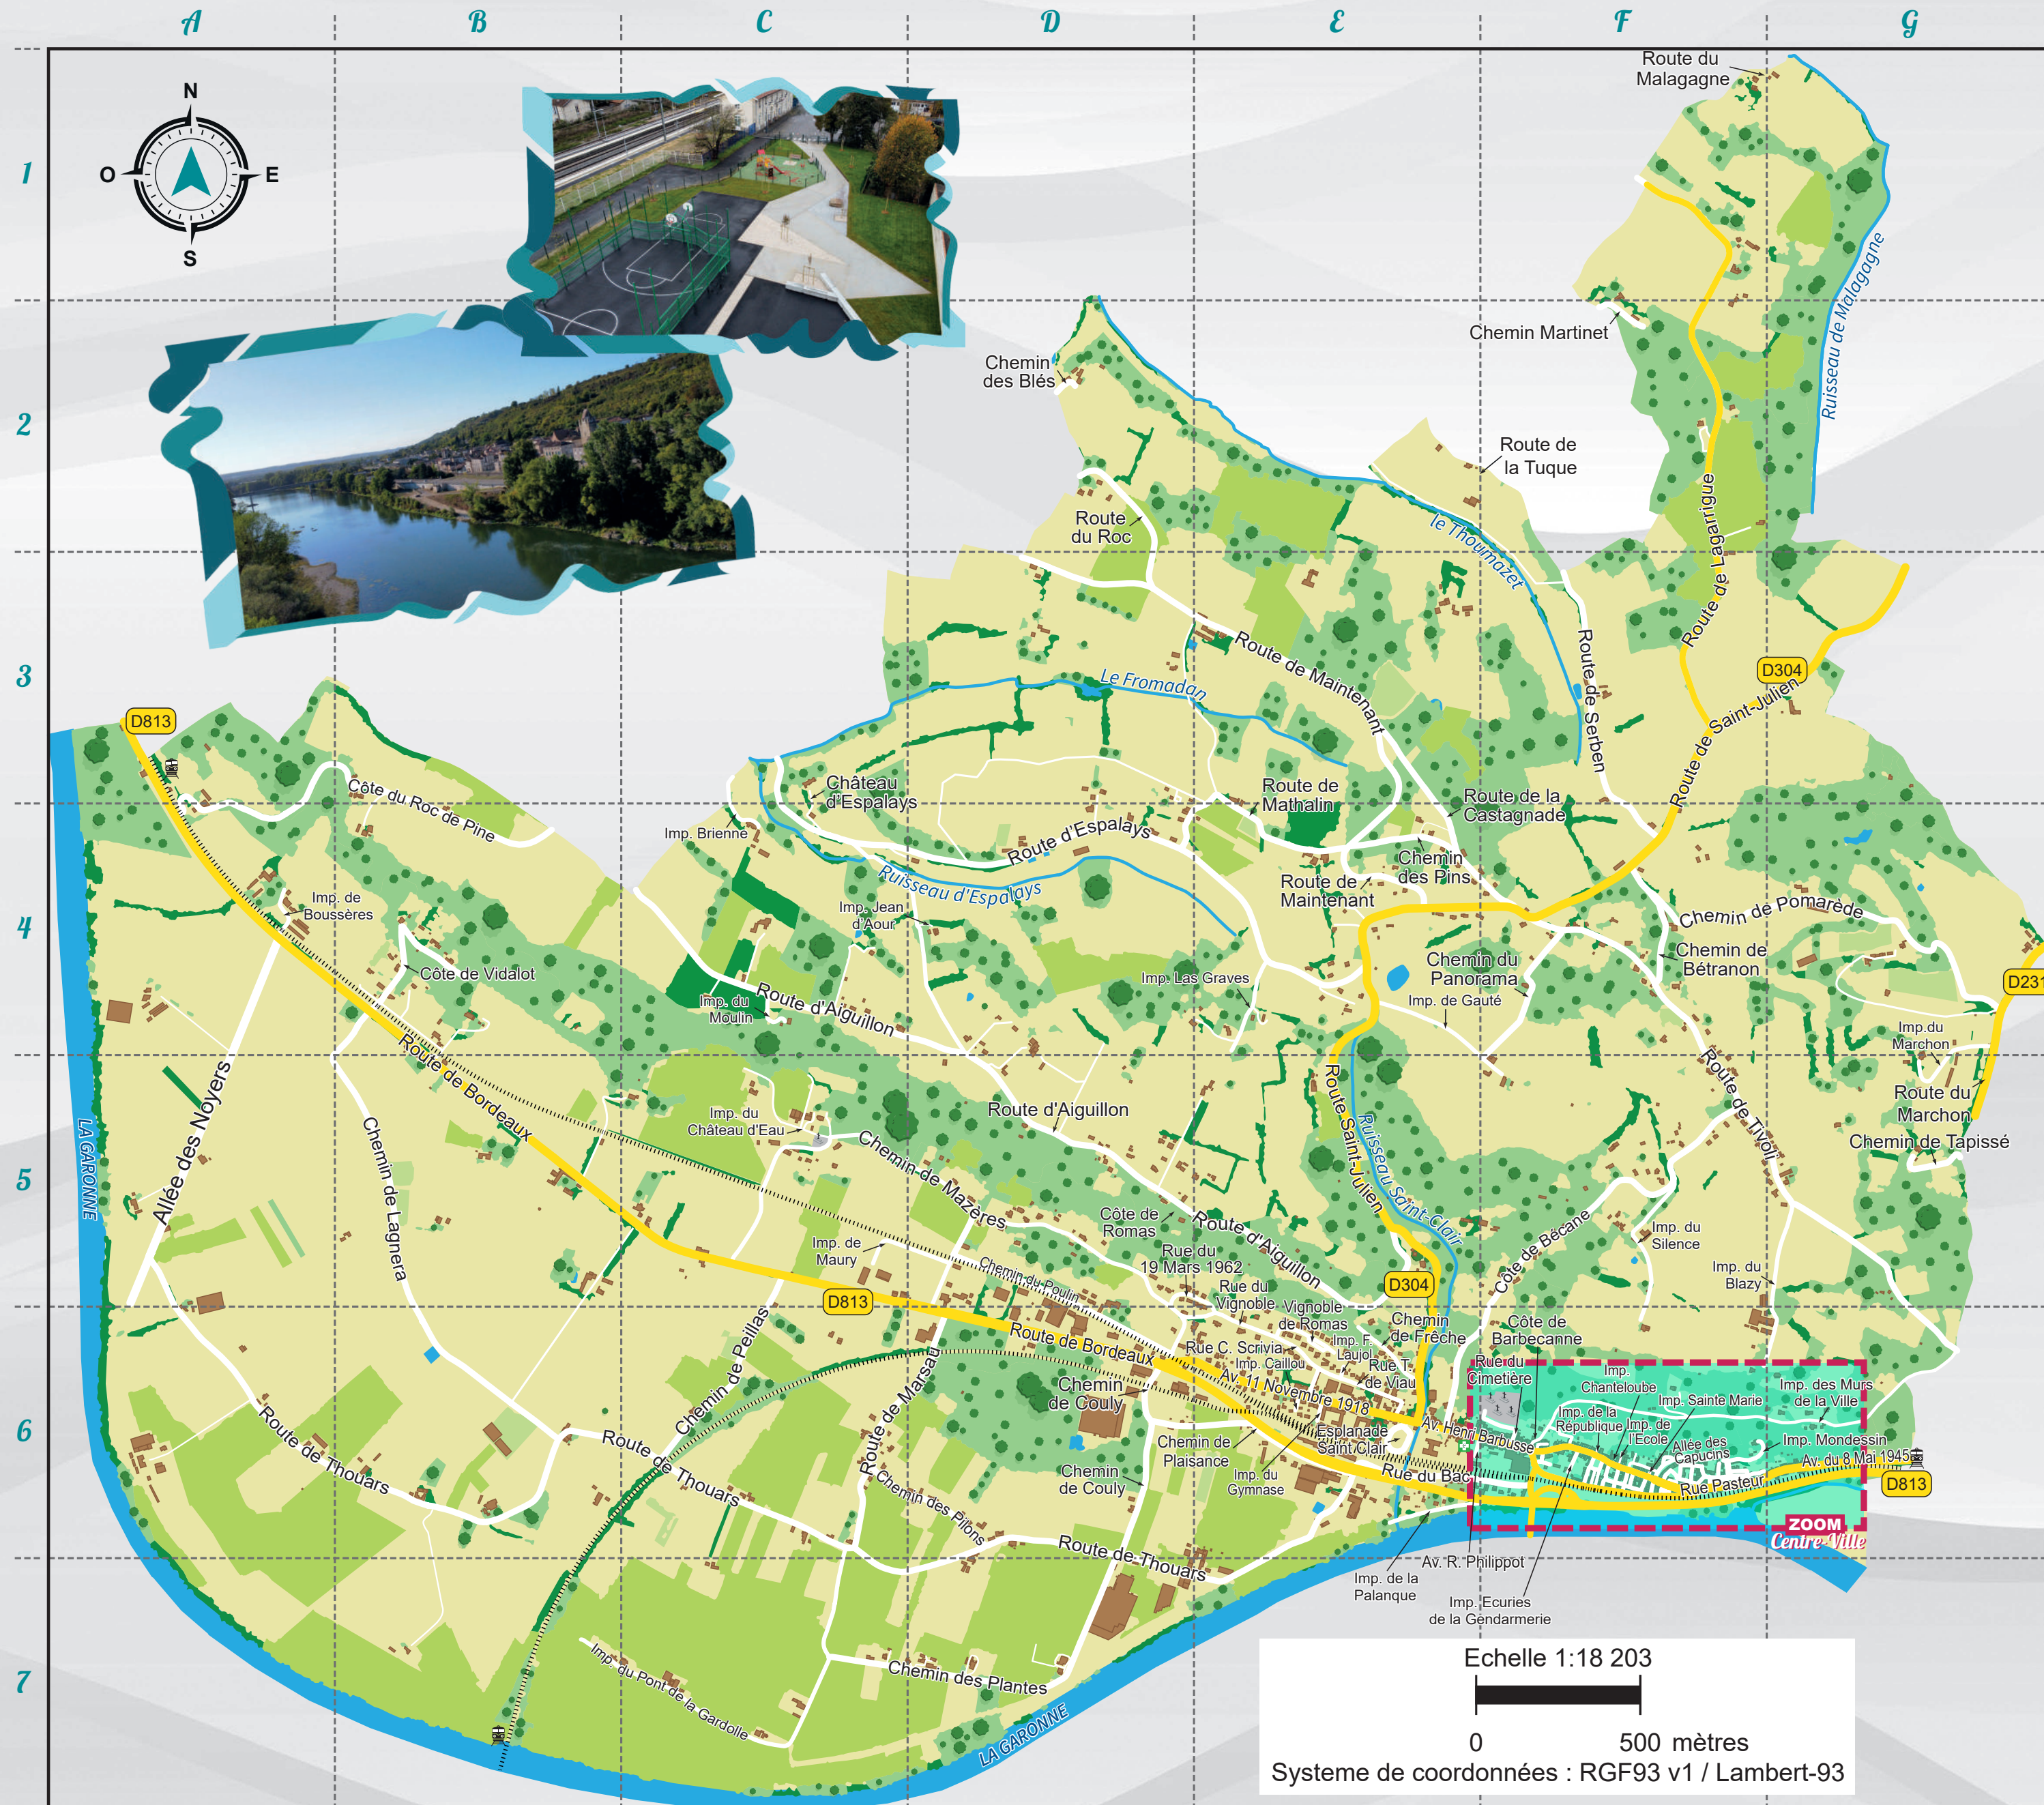 A B C D E F G
1
2
3
4
5
6
7
N
O E
S
Route du
Malagagne
Ruisseau de Malagagne
Chemin Martinet
Chemin
des Blés
Route de
la Tuque
Route
du Roc
le Thoumazet
Route de Lagarrigue
Route de Maintenant
Le Fromadan
Route de Serben
D304
Route de Saint-Julien
D813
Côte du Roc de Pine
Château
d'Espalays
Route de
Mathalin
Route de la
Castagnade
Imp. Brienne
Route d'Espalays
Chemin
des Pins
Ruisseau d'Espalays
Route de
Maintenant
Imp. de
Boussères
Imp. Jean
d'Aour
Chemin de Pomarède
Chemin de
Bétranon
Côte de Vidalot
Chemin du
Panorama
Imp. Las Graves
D231
Imp. du
Moulin
Route d'Aiguillon
Imp. de Gauté
Imp.du
Marchon
Route de Bordeaux
Route du
Marchon
Route de Tivoli
Route d'Aiguillon
Imp. du
Château d'Eau
Chemin de Tapissé
LA GARONNE
Allée des Noyers
Chemin de Lagnera
Chemin de Mazères
Route Saint-Julien
Ruisseau Saint-Clair
Côte de
Romas
Route d'Aiguillon
Côte de Bécane
Imp. du
Silence
Imp. de
Maury
Rue du
19 Mars 1962
Chemin du Poulin
Imp. du
Blazy
D304
Rue du
Vignoble
D813
Vignoble
de Romas
Chemin
de Frêche
Côte de
Barbecanne
Route de Bordeaux
Chemin de Peillas
Route de Marsau
Rue C. Scrivia
Imp. F.
Laujol
Imp. Caillou
Rue T.
de Viau
Rue du
Cimetière
Imp.
Chanteloube
Imp. Sainte Marie
Imp. des Murs
de la Ville
Chemin
de Couly
Av. 11 Novembre 1918
Imp. de la
République
Imp. de
l'Ecole
Av. Henri Barbusse
Esplanade
Saint Clair
Allée des
Capucins
Imp. Mondessin
Route de Thouars
Route de Thouars
Chemin de
Plaisance
Av. du 8 Mai 1945
Chemin
de Couly
Imp. du
Gymnase
Rue du Bac
Rue Pasteur
D813
Chemin des Pilons
ZOOM
Centre-Ville
Route de Thouars
Av. R. Philippot
Imp. de la
Palanque
Imp. Ecuries
de la Gendarmerie
Imp. du Pont de la Gardolle
Chemin des Plantes
LA GARONNE
Echelle 1:18 203
0 500 mètres
Systeme de coordonnées : RGF93 v1 / Lambert-93